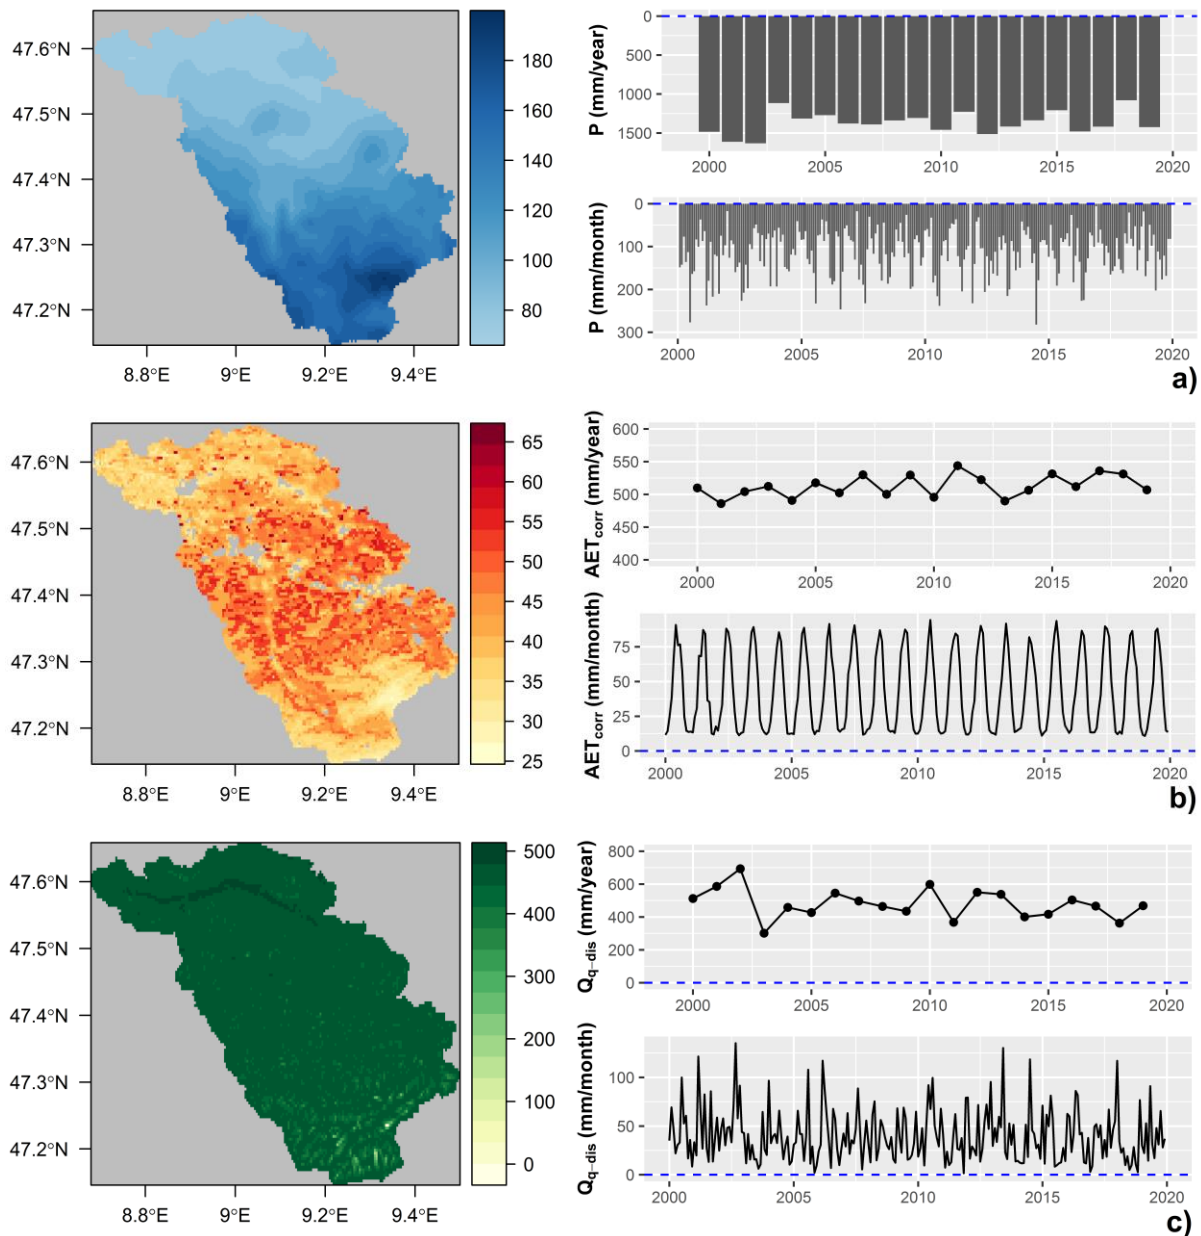 47.6°N
47.5°N
47.4°N
47.3°N
47.2°N
8.8°E 9°E 9.2°E 9.4°E
180
160
140
120
100
80
P (mm/year)
0
500
1000
1500
2000 2005 2010 2015 2020
P (mm/month)
0
100
200
300
2000 2005 2010 2015 2020
a)
47.6°N
47.5°N
47.4°N
47.3°N
47.2°N
8.8°E 9°E 9.2°E 9.4°E
65
60
55
50
45
40
35
30
25
AETcorr (mm/year)
600
550
500
450
400
2000 2005 2010 2015 2020
AETcorr (mm/month)
75
50
25
0
2000 2005 2010 2015 2020
b)
47.6°N
47.5°N
47.4°N
47.3°N
47.2°N
8.8°E 9°E 9.2°E 9.4°E
500
400
300
200
100
0
Qq-dis (mm/year)
800
600
400
200
0
2000 2005 2010 2015 2020
Qq-dis (mm/month)
100
50
0
2000 2005 2010 2015 2020
c)